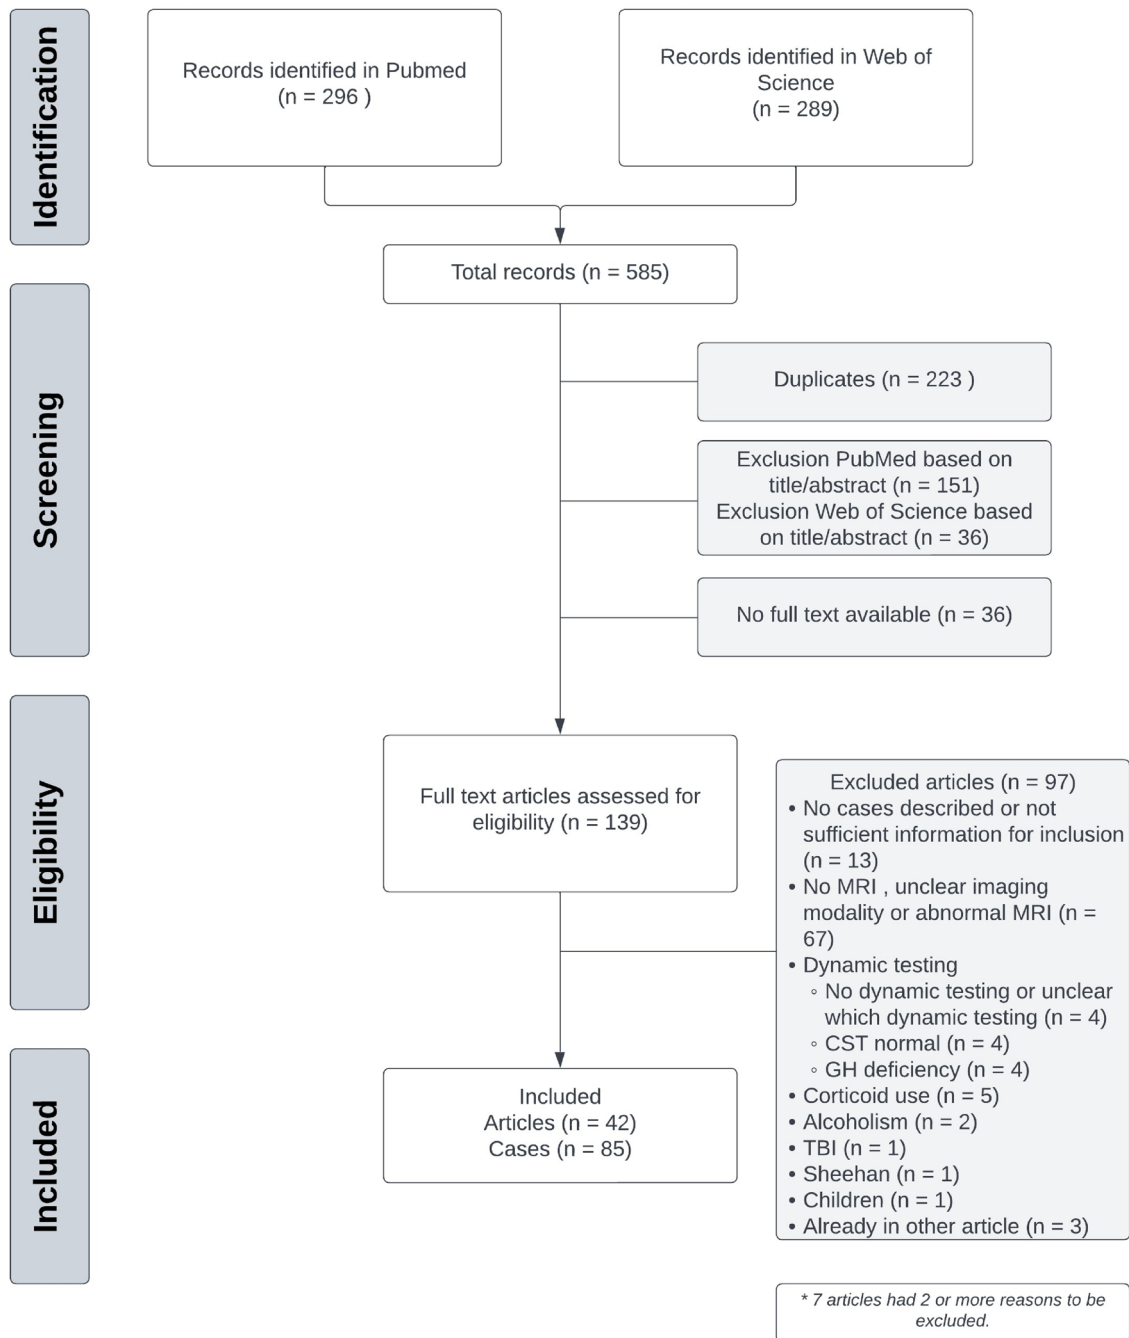 Identification
Records identified in Pubmed
(n = 296 )
Records identified in Web of
Science
(n = 289)
Total records (n = 585)
Screening
Duplicates (n = 223 )
Exclusion PubMed based on
title/abstract (n = 151)
Exclusion Web of Science based
on title/abstract (n = 36)
No full text available (n = 36)
Eligibility
Full text articles assessed for
eligibility (n = 139)
Excluded articles (n = 97)
• No cases described or not
sufficient information for inclusion
(n = 13)
• No MRI , unclear imaging
modality or abnormal MRI (n =
67)
• Dynamic testing
◦ No dynamic testing or unclear
which dynamic testing (n = 4)
◦ CST normal (n = 4)
◦ GH deficiency (n = 4)
• Corticoid use (n = 5)
• Alcoholism (n = 2)
• TBI (n = 1)
• Sheehan (n = 1)
• Children (n = 1)
• Already in other article (n = 3)
Included
Included
Articles (n = 42)
Cases (n = 85)
* 7 articles had 2 or more reasons to be
excluded.